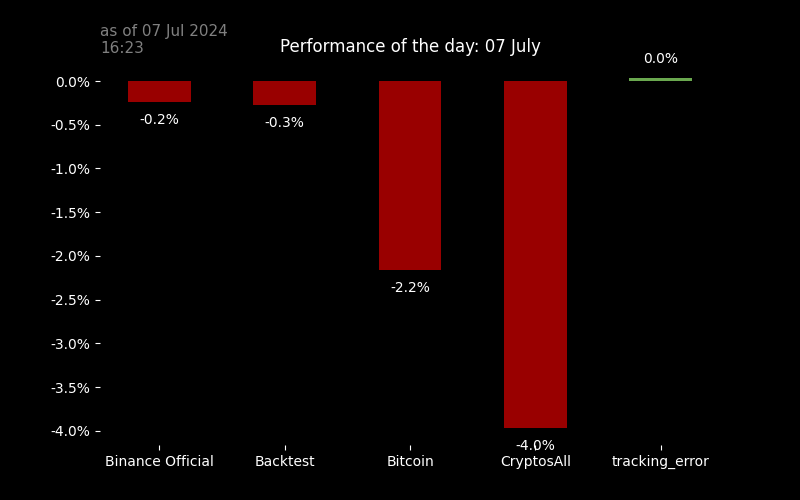 as of 07 Jul 2024
16:23
Performance of the day: 07 July
0.0%
0.0%
-0.5%
-1.0%
-1.5%
-2.0%
-2.5%
-3.0%
-3.5%
-4.0%
-0.2%
-0.3%
-2.2%
-4.0%
Binance Official
Backtest
Bitcoin
CryptosAll
tracking_error